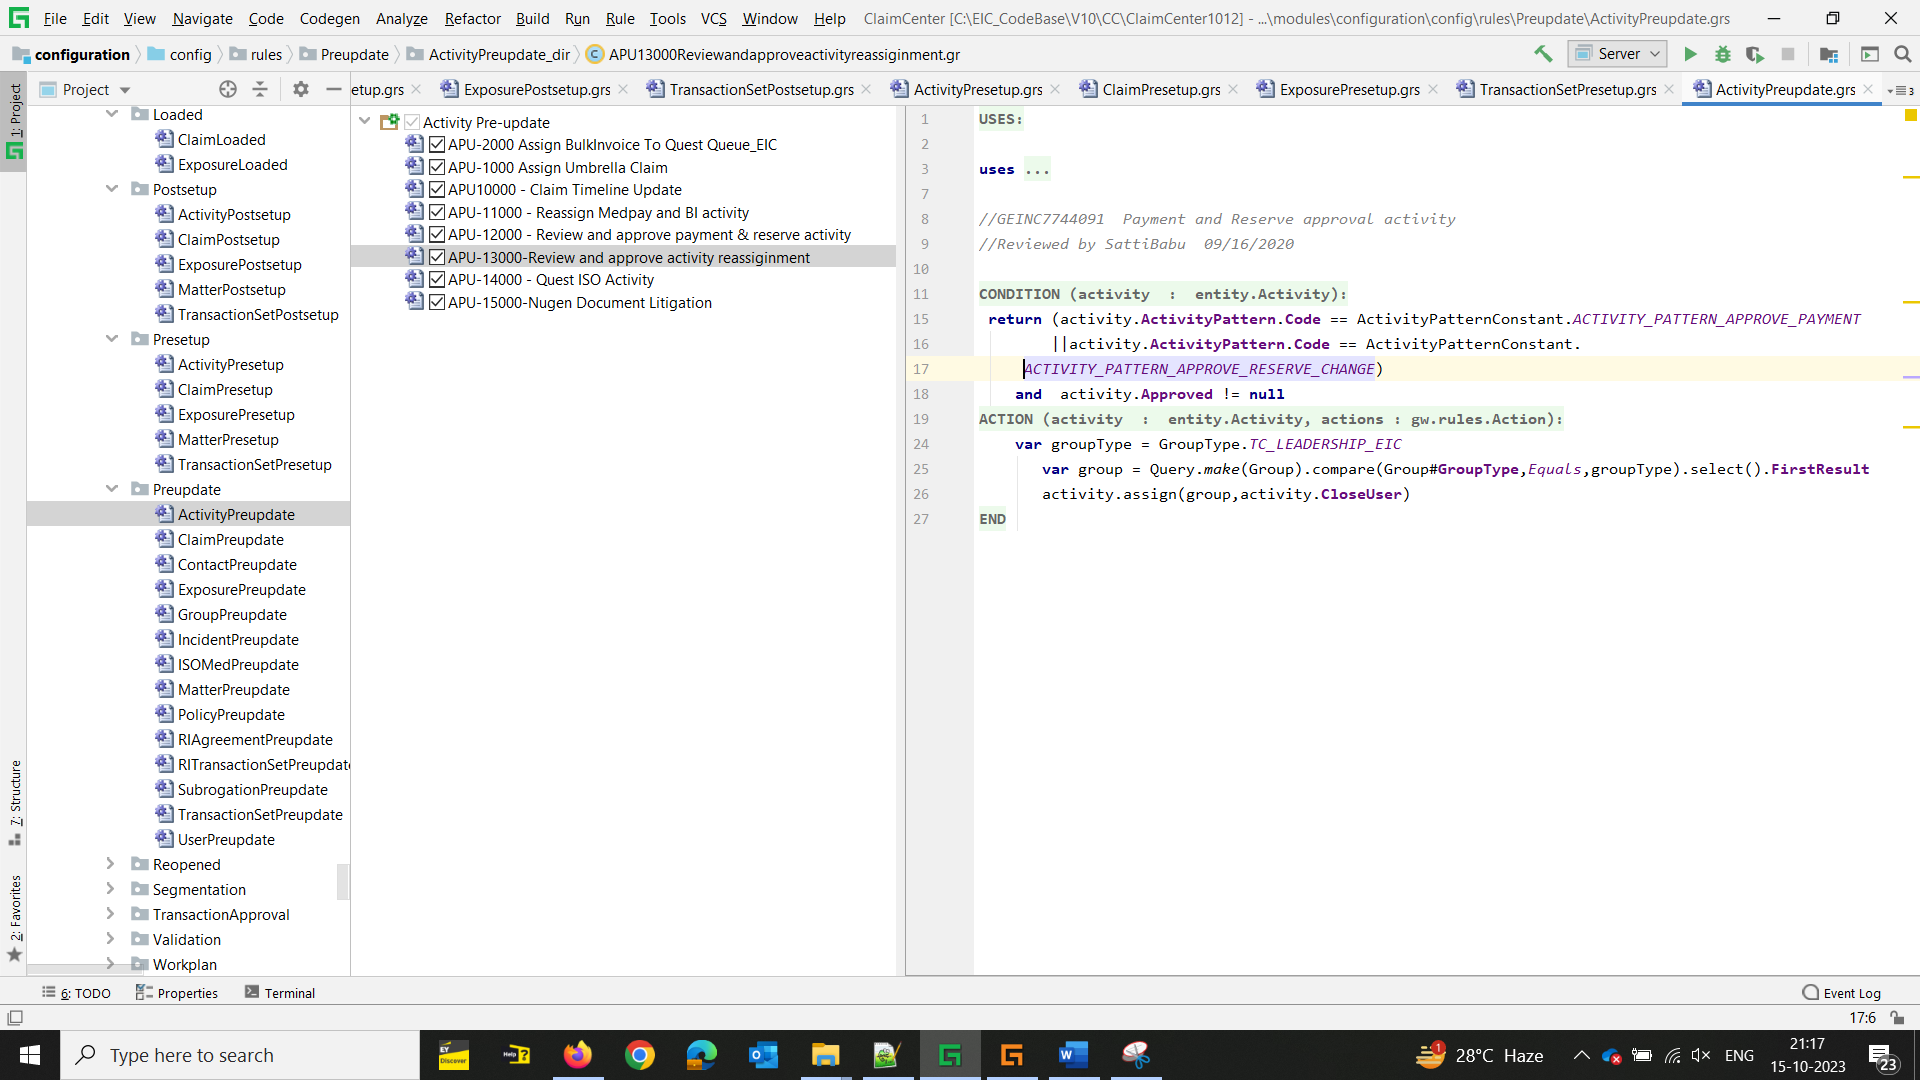 File Edit View Navigate Code Codegen Analyze Refactor Build Run Rule Tools VCS Window Help ClaimCenter [C:\EIC_CodeBase\V10\CC\ClaimCenter1012] - ...\modules\configuration\config\rules\Preupdate\ActivityPreupdate.grs
configuration config rules Preupdate ActivityPreupdate_dir APU13000Reviewandapproveactivityreassiginment.gr Server
Project
etup.grs ExposurePostsetup.grs TransactionSetPostsetup.grs ActivityPresetup.grs ClaimPresetup.grs ExposurePresetup.grs TransactionSetPresetup.grs ActivityPreupdate.grs 3
1: Project
7: Structure
2: Favorites
Loaded
ClaimLoaded
ExposureLoaded
Postsetup
ActivityPostsetup
ClaimPostsetup
ExposurePostsetup
MatterPostsetup
TransactionSetPostsetup
Presetup
ActivityPresetup
ClaimPresetup
ExposurePresetup
MatterPresetup
TransactionSetPresetup
Preupdate
ActivityPreupdate
ClaimPreupdate
ContactPreupdate
ExposurePreupdate
GroupPreupdate
IncidentPreupdate
ISOMedPreupdate
MatterPreupdate
PolicyPreupdate
RIAgreementPreupdate
RITransactionSetPreupdate
SubrogationPreupdate
TransactionSetPreupdate
UserPreupdate
Reopened
Segmentation
TransactionApproval
Validation
Workplan
Activity Pre-update
APU-2000 Assign BulkInvoice To Quest Queue_EIC
APU-1000 Assign Umbrella Claim
APU10000 - Claim Timeline Update
APU-11000 - Reassign Medpay and BI activity
APU-12000 - Review and approve payment & reserve activity
APU-13000-Review and approve activity reassiginment
APU-14000 - Quest ISO Activity
APU-15000-Nugen Document Litigation
1 USES:
2
3 uses ...
7
8 //GEINC7744091  Payment and Reserve approval activity
9 //Reviewed by SattiBabu  09/16/2020
10
11 CONDITION (activity  :  entity.Activity):
15 return (activity.ActivityPattern.Code == ActivityPatternConstant.ACTIVITY_PATTERN_APPROVE_PAYMENT
16 ||activity.ActivityPattern.Code == ActivityPatternConstant.
17 ACTIVITY_PATTERN_APPROVE_RESERVE_CHANGE)
18 and  activity.Approved != null
19 ACTION (activity  :  entity.Activity, actions : gw.rules.Action):
24 var groupType = GroupType.TC_LEADERSHIP_EIC
25 var group = Query.make(Group).compare(Group#GroupType,Equals,groupType).select().FirstResult
26 activity.assign(group,activity.CloseUser)
27 END
6: TODO Properties Terminal Event Log
17:6
Type here to search EY Discover Help ? 28°C Haze ENG 21:17
15-10-2023 23